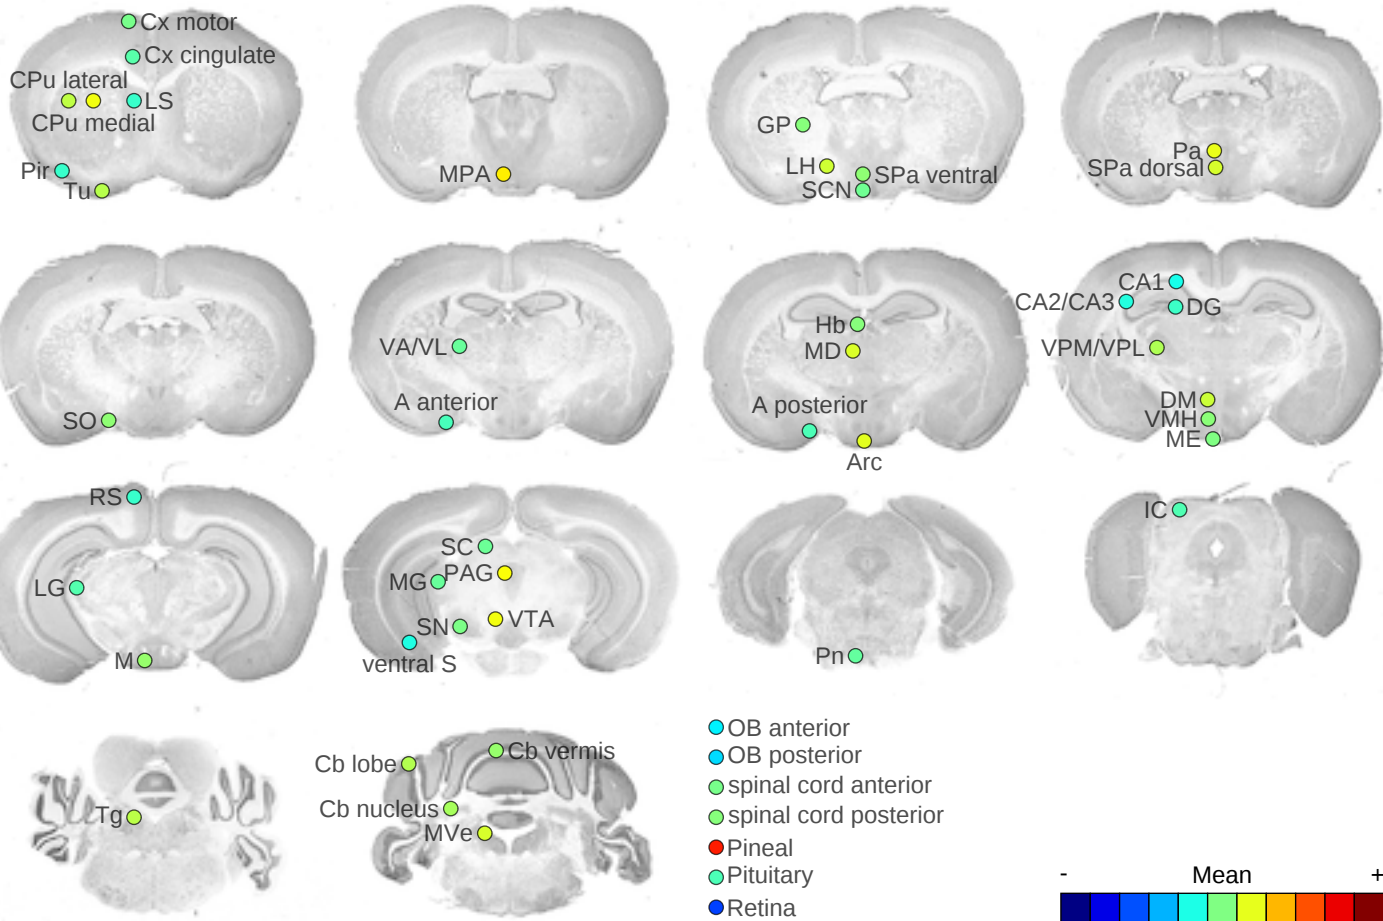 Cx motor
Cx cingulate
CPu lateral
LS
CPu medial
Pir
Tu
MPA
GP
LH
SPa ventral
SCN
Pa
SPa dorsal
SO
VA/VL
A anterior
Hb
MD
A posterior
Arc
CA1
CA2/CA3
DG
VPM/VPL
DM
VMH
ME
RS
LG
M
SC
MG
PAG
SN
VTA
ventral S
Pn
IC
Tg
Cb lobe
Cb vermis
Cb nucleus
MVe
OB anterior
OB posterior
spinal cord anterior
spinal cord posterior
Pineal
Pituitary
Retina
- Mean +